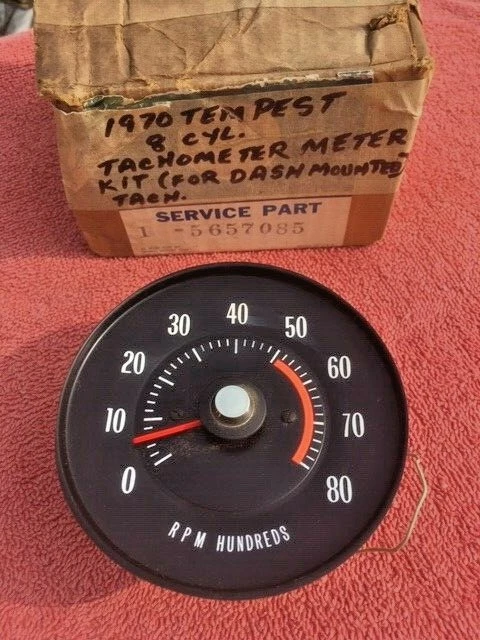 1970 TEMPEST
8 CYL.
TACHOMETER METER
KIT (FOR DASH MOUNTED)
TACH.
SERVICE PART
1 -5657085
0
10
20
30
40
50
60
70
80
RPM HUNDREDS